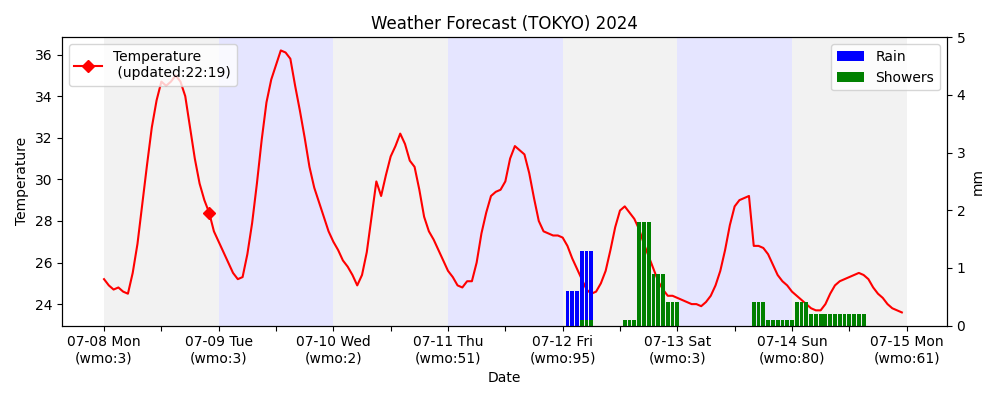 Weather Forecast (TOKYO) 2024
Temperature
(updated:22:19)
Rain
Showers
36
34
32
30
28
26
24
Temperature
5
4
3
2
1
0
mm
07-08 Mon 07-09 Tue 07-10 Wed 07-11 Thu 07-12 Fri 07-13 Sat 07-14 Sun 07-15 Mon
(wmo:3) (wmo:3) (wmo:2) (wmo:51) (wmo:95) (wmo:3) (wmo:80) (wmo:61)
Date